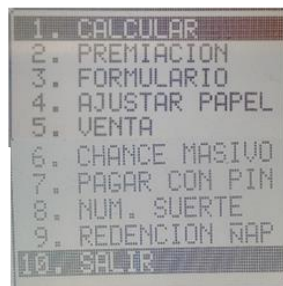 1. CALCULAR
2. PREMIACION
3. FORMULARIO
4. AJUSTAR PAPEL
5. VENTA
6. CHANCE MASIVO
7. PAGAR CON PIN
8. NUM. SUERTE
9. REDENCION ÑAP
10. SALIR